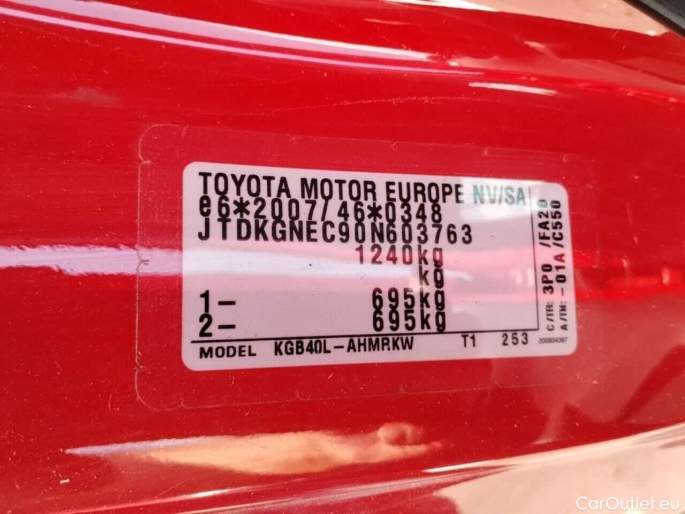 TOYOTA MOTOR EUROPE NV/SA
e6*2007/46*0348
JTDKGNEC90N603763
1240kg
kg
1- 695kg
2- 695kg
MODEL KGB40L-AHMRKW T1 253
C/TR: 3P0 /FA20
A/TM: -01A /C550
CarOutlet.eu